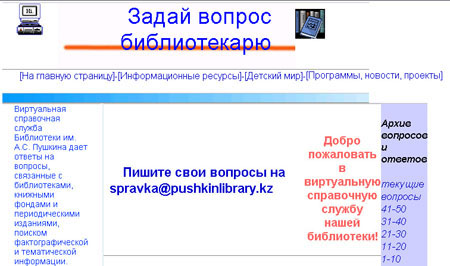 Задай вопрос
библиотекарю
[На главную страницу]-[Информационные ресурсы]-[Детский мир]-[Программы, новости, проекты]
Виртуальная
справочная
служба
Библиотеки им.
А.С. Пушкина дает
ответы на
вопросы,
связанные с
библиотеками,
книжными
фондами и
периодическими
изданиями,
поиском
фактографической
и тематической
информации.
Пишите свои вопросы на
spravka@pushkinlibrary.kz
Добро
пожаловать
в
виртуальную
справочную
службу
нашей
библиотеки!
Архив
вопросов
и
ответов
текущие
вопросы
41-50
31-40
21-30
11-20
1-10